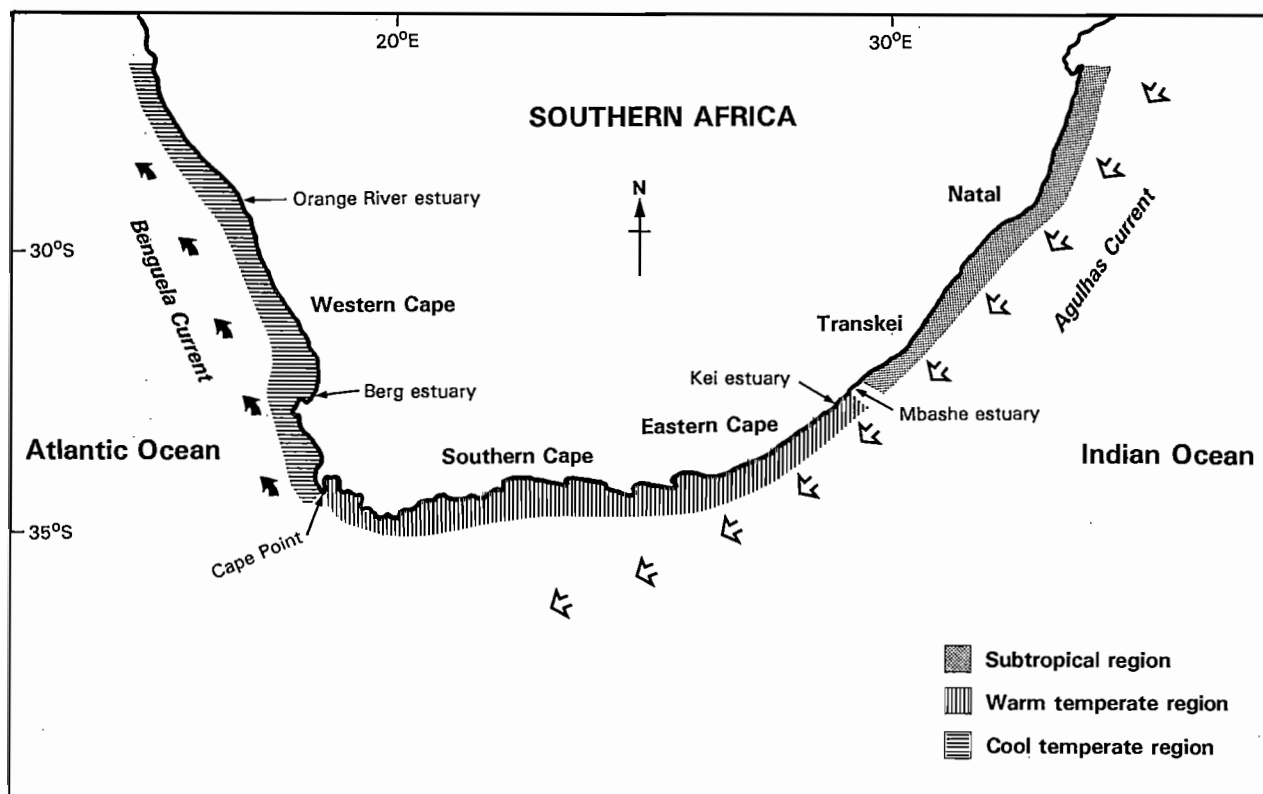 20°E
30°E
SOUTHERN AFRICA
N
Natal
Orange River estuary
Benguela Current
Agulhas Current
30°S
Western Cape
Transkei
Kei estuary
Berg estuary
Mbashe estuary
Eastern Cape
Atlantic Ocean
Southern Cape
Indian Ocean
35°S
Cape Point
Subtropical region
Warm temperate region
Cool temperate region